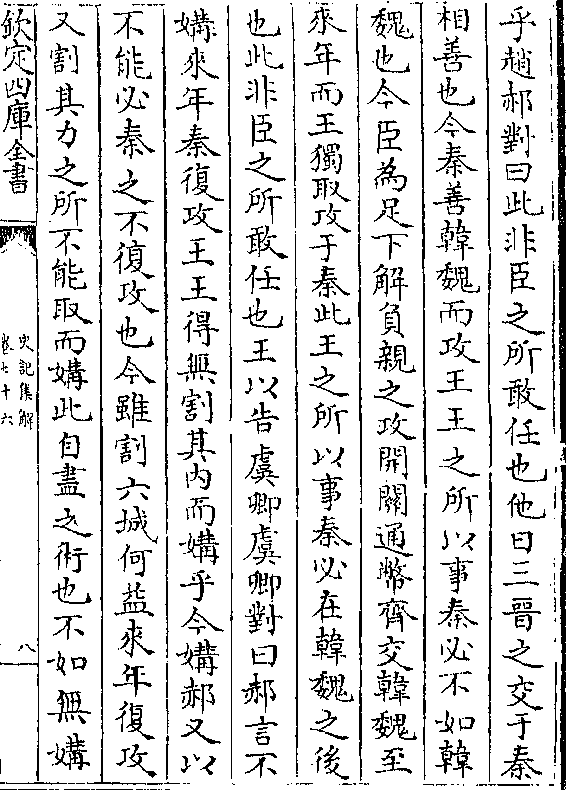 乎趙郝對曰此非臣之所敢任也他日三晉之交于秦
相善也今秦善韓魏而攻王王之所以事秦必不如韓
魏也今臣為足下解負親之攻開關通幣齊交韓魏至
來年而王獨取攻于秦此王之所以事秦必在韓魏之後
也此非臣之所敢任也王以告虞卿虞卿對曰郝言不
媾來年秦復攻王王得無割其內而媾乎今媾郝又以
不能必秦之不復攻也今雖割六城何益來年復攻
又割其力之所不能取而媾此自盡之術也不如無媾
欽定四庫全書
史記集解
卷七十六
八